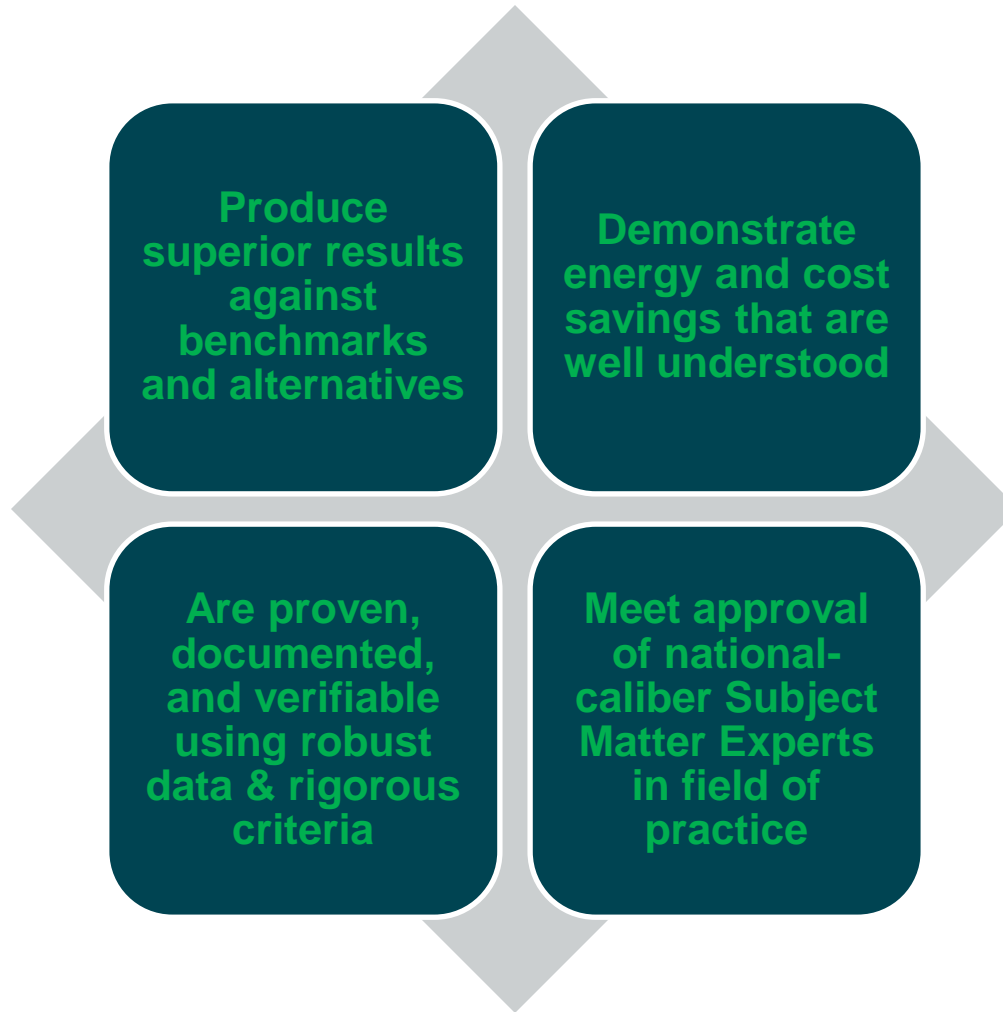 Produce
superior results
against
benchmarks
and alternatives
Demonstrate
energy and cost
savings that are
well understood
Are proven,
documented,
and verifiable
using robust
data & rigorous
criteria
Meet approval
of national-
caliber Subject
Matter Experts
in field of
practice